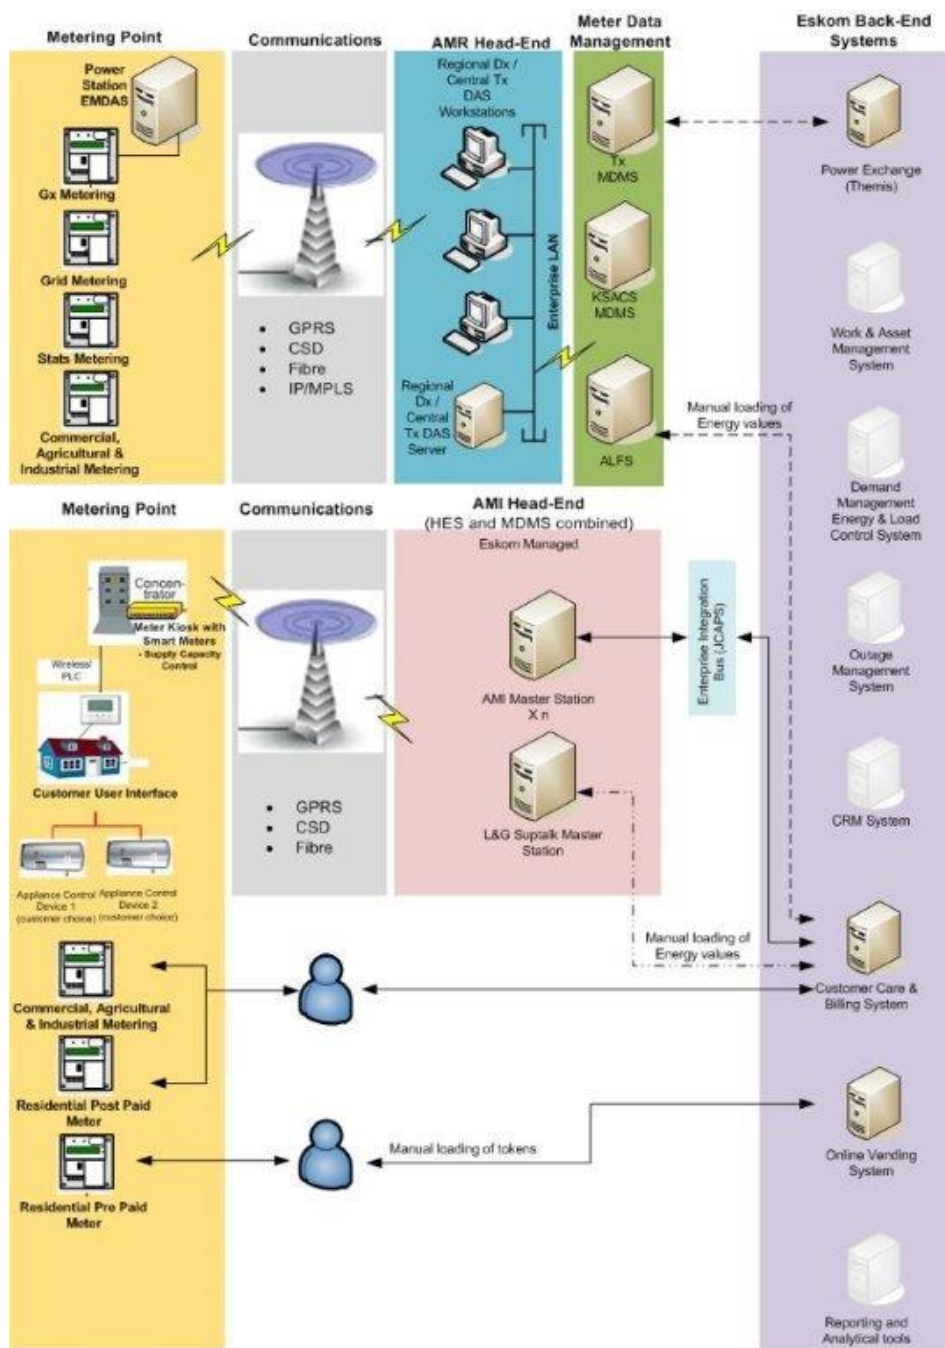 Metering Point
Communications
AMR Head-End
Meter Data
Management
Eskom Back-End
Systems
Power
Station
EMDAS
Gx Metering
Grid Metering
Stats Metering
Commercial,
Agricultural &
Industrial Metering
• GPRS
• CSD
• Fibre
• IP/MPLS
Regional Dx /
Central Tx
DAS
Workstations
Enterprise LAN
Regional
Dx /
Central
Tx DAS
Server
Tx
MDMS
KSACS
MDMS
ALFS
Power Exchange
(Themis)
Work & Asset
Management
System
Manual loading of
Energy values
Demand
Management
Energy & Load
Control System
Outage
Management
System
CRM System
Metering Point
Communications
AMI Head-End
(HES and MDMS combined)
Eskom Managed
Concen-
trator
Meter Kiosk with
Smart Meters
- Supply Capacity
Control
Wireless/
PLC
Customer User Interface
Appliance Control
Device 1
(customer choice)
Appliance Control
Device 2
(customer choice)
• GPRS
• CSD
• Fibre
AMI Master Station
X n
L&G Suptalk Master
Station
Enterprise Integration
Bus (JCAPS)
Manual loading of
Energy values
Customer Care &
Billing System
Commercial, Agricultural
& Industrial Metering
Residential Post Paid
Meter
Residential Pre Paid
Meter
Manual loading of tokens
Online Vending
System
Reporting and
Analytical tools